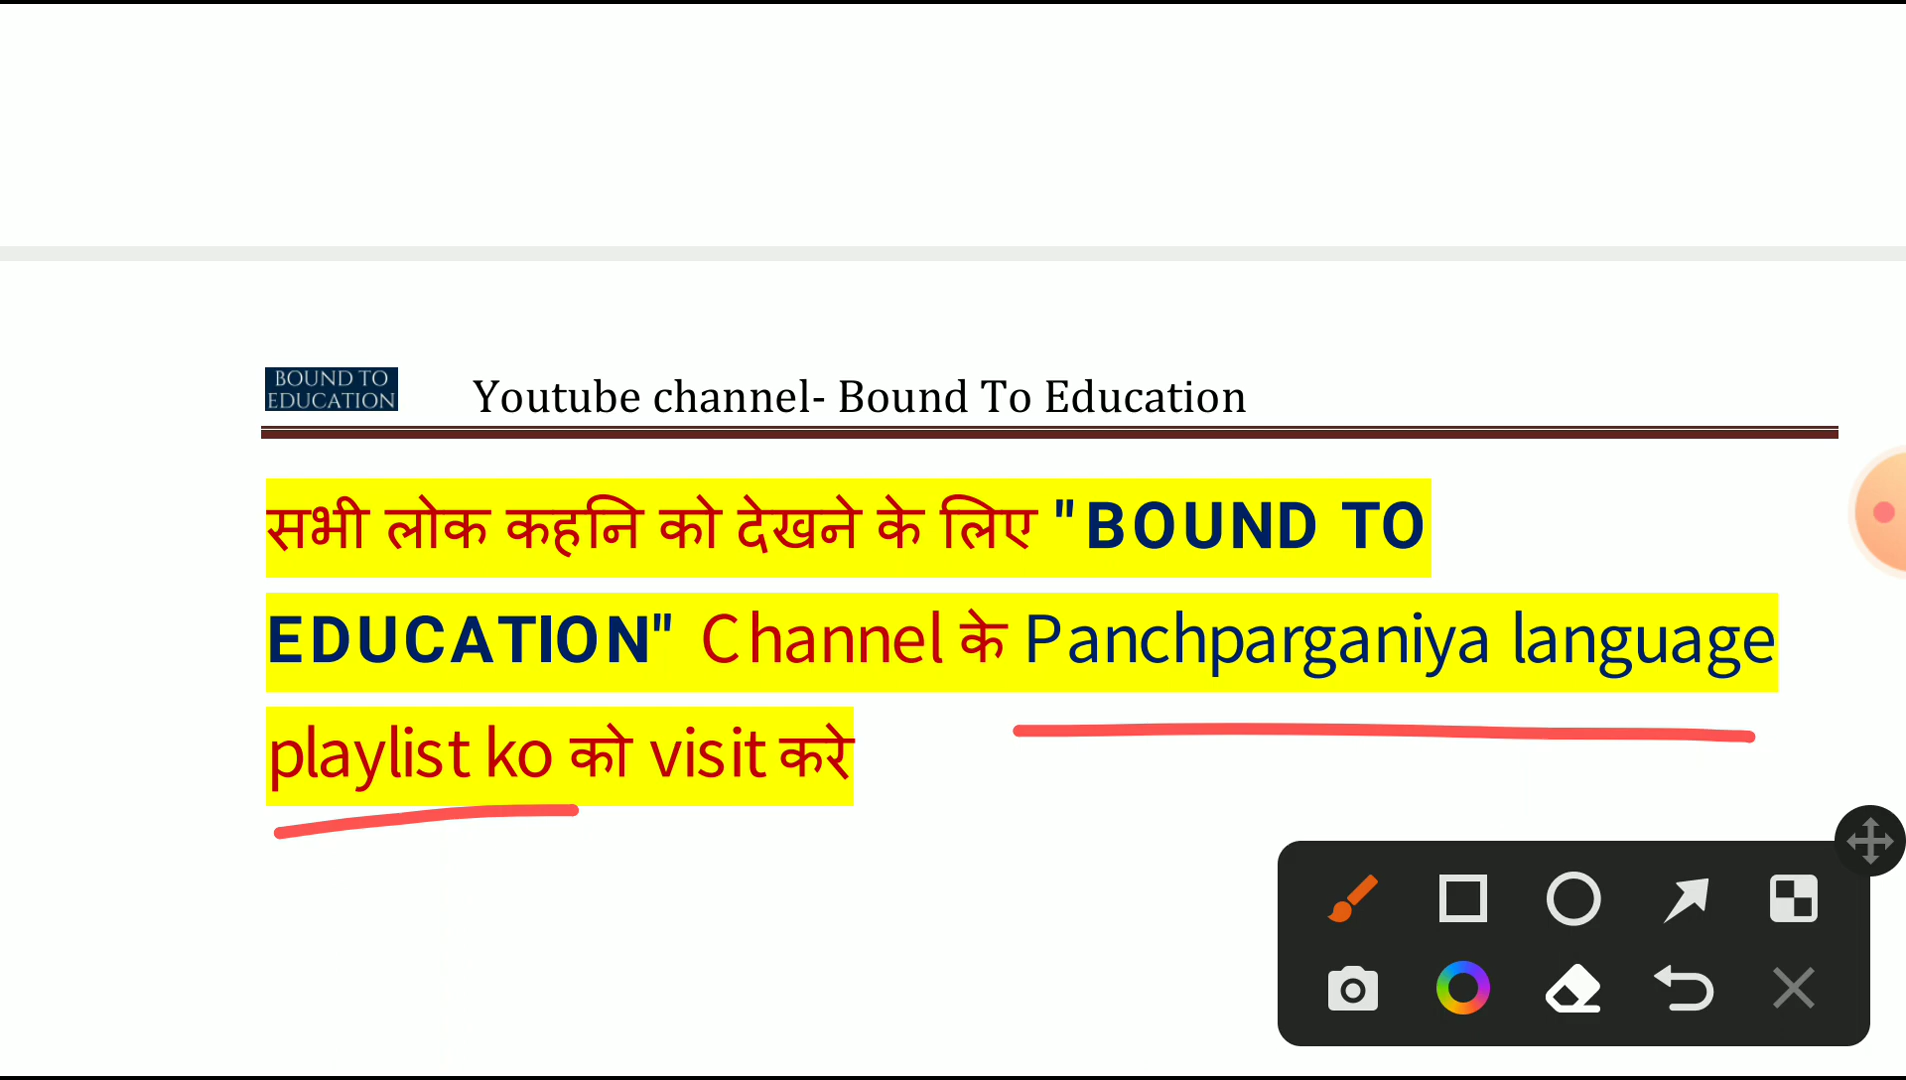 BOUND TO
EDUCATION
Youtube channel- Bound To Education
सभी लोक कहनि को देखने के लिए "BOUND TO
EDUCATION" Channel के Panchparganiya language
playlist ko को visit करे